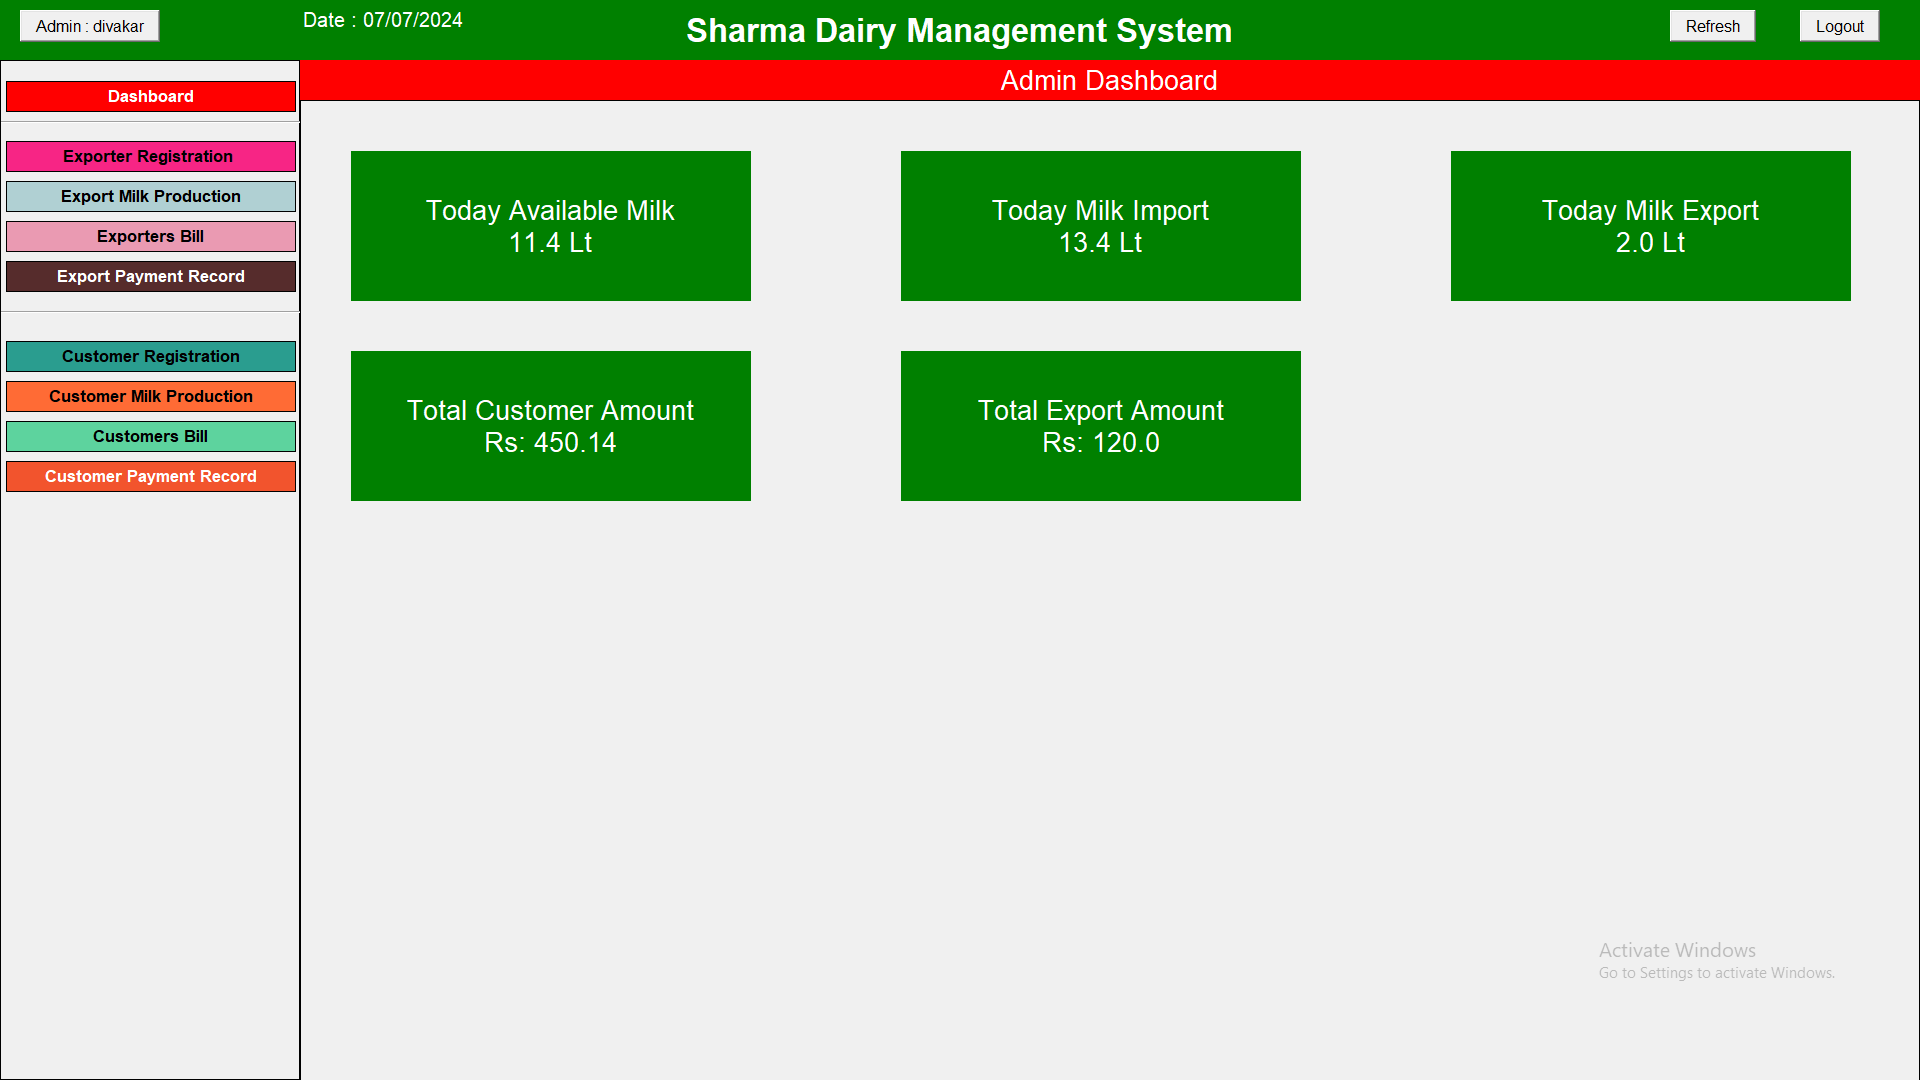 Admin : divakar
Date : 07/07/2024
Sharma Dairy Management System
Refresh
Logout
Admin Dashboard
Dashboard
Exporter Registration
Export Milk Production
Exporters Bill
Export Payment Record
Customer Registration
Customer Milk Production
Customers Bill
Customer Payment Record
Today Available Milk
11.4 Lt
Today Milk Import
13.4 Lt
Today Milk Export
2.0 Lt
Total Customer Amount
Rs: 450.14
Total Export Amount
Rs: 120.0
Activate Windows
Go to Settings to activate Windows.